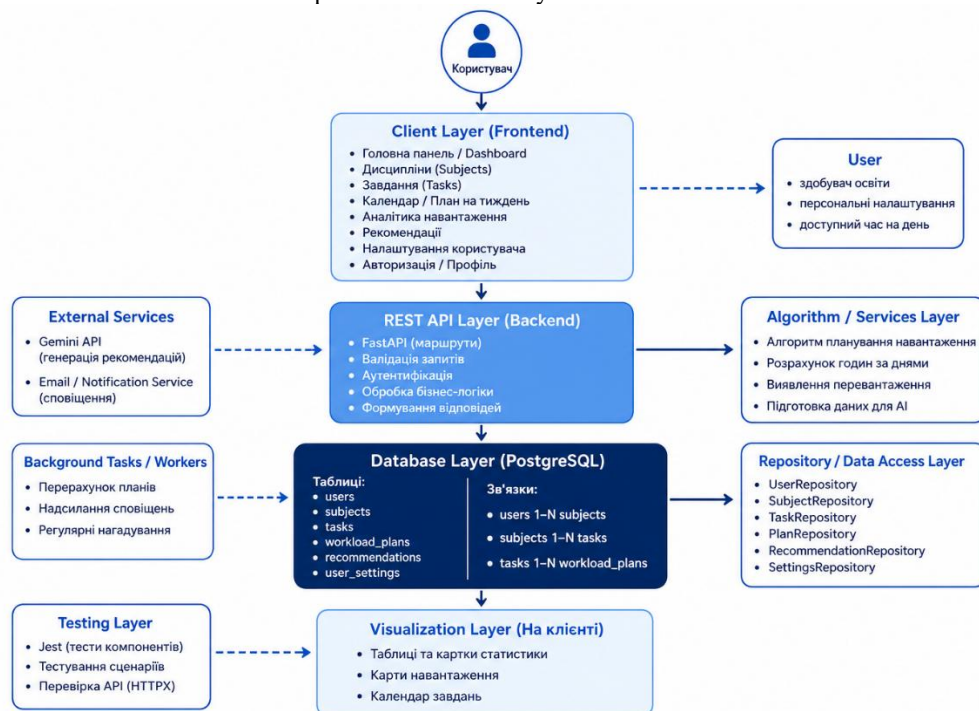 Користувач
Client Layer (Frontend)
• Головна панель / Dashboard
• Дисципліни (Subjects)
• Завдання (Tasks)
• Календар / План на тиждень
• Аналітика навантаження
• Рекомендації
• Налаштування користувача
• Авторизація / Профіль
User
• здобувач освіти
• персональні налаштування
• доступний час на день
External Services
• Gemini API
(генерація рекомендацій)
• Email / Notification Service
(сповіщення)
REST API Layer (Backend)
• FastAPI (маршрути)
• Валідація запитів
• Аутентифікація
• Обробка бізнес-логіки
• Формування відповідей
Algorithm / Services Layer
• Алгоритм планування навантаження
• Розрахунок годин за днями
• Виявлення перевантаження
• Підготовка даних для AI
Background Tasks / Workers
• Перерахунок планів
• Надсилання сповіщень
• Регулярні нагадування
Database Layer (PostgreSQL)
Таблиці:
• users
• subjects
• tasks
• workload_plans
• recommendations
• user_settings
Зв'язки:
• users 1–N subjects
• subjects 1–N tasks
• tasks 1–N workload_plans
Repository / Data Access Layer
• UserRepository
• SubjectRepository
• TaskRepository
• PlanRepository
• RecommendationRepository
• SettingsRepository
Testing Layer
• Jest (тести компонентів)
• Тестування сценаріїв
• Перевірка API (HTTPX)
Visualization Layer (На клієнті)
• Таблиці та картки статистики
• Карти навантаження
• Календар завдань